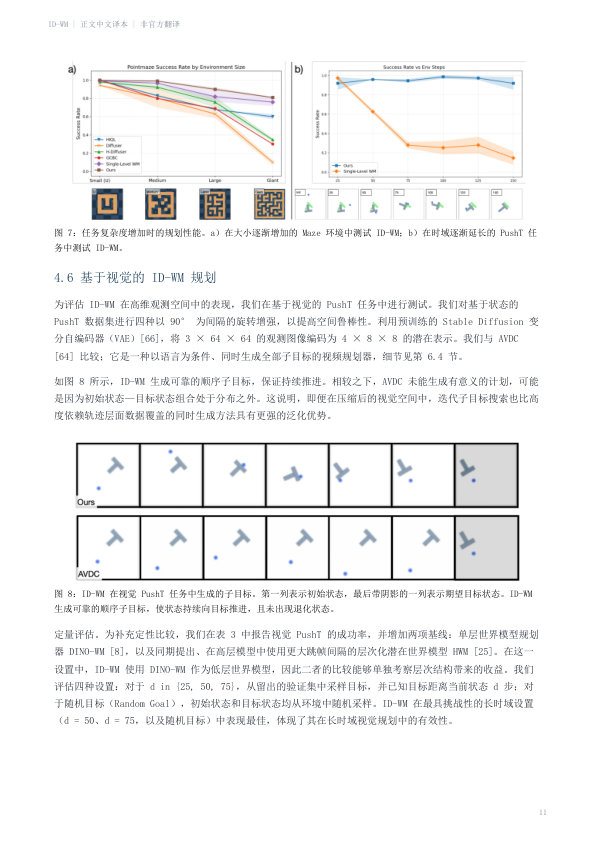 ID-WM | 正文中文译本 | 非官方翻译
a)
Pointmaze Success Rate by Environment Size
Success Rate
1.0
0.8
0.6
0.4
0.2
0.0
HIQL
Diffuser
H-Diffuser
GCBC
Single-Level WM
Ours
Small (U)
Medium
Large
Giant
b)
Success Rate vs Env Steps
Success Rate
1.0
0.8
0.6
0.4
0.2
0.0
Ours
Single-Level WM
25
50
75
100
125
150
图 7：任务复杂度增加时的规划性能。a）在大小逐渐增加的 Maze 环境中测试 ID-WM；b）在时域逐渐延长的 PushT 任
务中测试 ID-WM。
4.6 基于视觉的 ID-WM 规划
为评估 ID-WM 在高维观测空间中的表现，我们在基于视觉的 PushT 任务中进行测试。我们对基于状态的
PushT 数据集进行四种以 90° 为间隔的旋转增强，以提高空间鲁棒性。利用预训练的 Stable Diffusion 变
分自编码器（VAE）[66]，将 3 × 64 × 64 的观测图像编码为 4 × 8 × 8 的潜在表示。我们与 AVDC
[64] 比较；它是一种以语言为条件、同时生成全部子目标的视频规划器，细节见第 6.4 节。
如图 8 所示，ID-WM 生成可靠的顺序子目标，保证持续推进。相较之下，AVDC 未能生成有意义的计划，可能
是因为初始状态—目标状态组合处于分布之外。这说明，即便在压缩后的视觉空间中，迭代子目标搜索也比高
度依赖轨迹层面数据覆盖的同时生成方法具有更强的泛化优势。
Ours
AVDC
图 8：ID-WM 在视觉 PushT 任务中生成的子目标。第一列表示初始状态，最后带阴影的一列表示期望目标状态。ID-WM
生成可靠的顺序子目标，使状态持续向目标推进，且未出现退化状态。
定量评估。为补充定性比较，我们在表 3 中报告视觉 PushT 的成功率，并增加两项基线：单层世界模型规划
器 DINO-WM [8]，以及同期提出、在高层模型中使用更大跳帧间隔的层次化潜在世界模型 HWM [25]。在这一
设置中，ID-WM 使用 DINO-WM 作为低层世界模型，因此二者的比较能够单独考察层次结构带来的收益。我们
评估四种设置：对于 d in {25, 50, 75}，从留出的验证集中采样目标，并已知目标距离当前状态 d 步；对
于随机目标（Random Goal），初始状态和目标状态均从环境中随机采样。ID-WM 在最具挑战性的长时域设置
（d = 50、d = 75，以及随机目标）中表现最佳，体现了其在长时域视觉规划中的有效性。
11